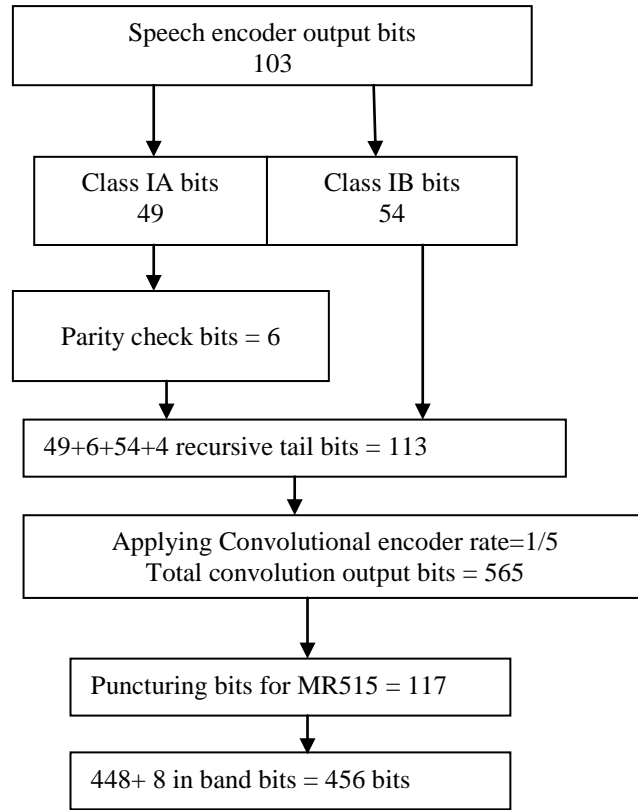 Speech encoder output bits
103
Class IA bits
49
Class IB bits
54
Parity check bits = 6
49+6+54+4 recursive tail bits = 113
Applying Convolutional encoder rate=1/5
Total convolution output bits = 565
Puncturing bits for MR515 = 117
448+ 8 in band bits = 456 bits